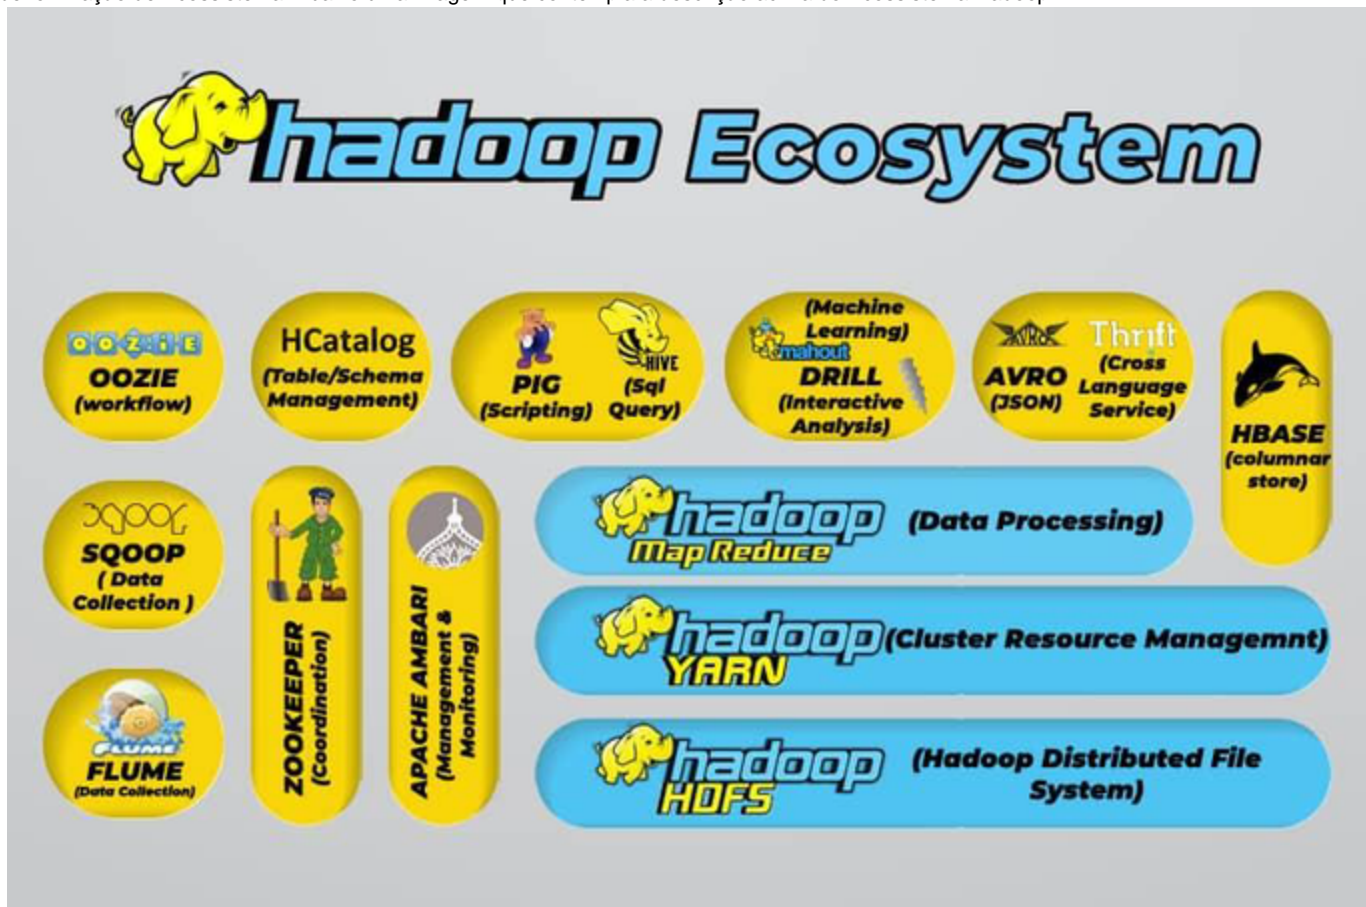 hadoop Ecosystem
OOZIE
OOZIE
(workflow)
HCatalog
(Table/Schema
Management)
PIG
(Scripting)
HIVE
(Sql
Query)
(Machine
Learning)
mahout
DRILL
(Interactive
Analysis)
AVRO
AVRO
(JSON)
Thrift
(Cross
Language
Service)
HBASE
(columnar
store)
sqoop
SQOOP
( Data
Collection )
ZOOKEEPER
(Coordination)
APACHE AMBARI
(Management &
Monitoring)
hadoop
Map Reduce
(Data Processing)
hadoop
YARN
(Cluster Resource Managemnt)
FLUME
FLUME
(Data Collection)
hadoop
HDFS
(Hadoop Distributed File
System)